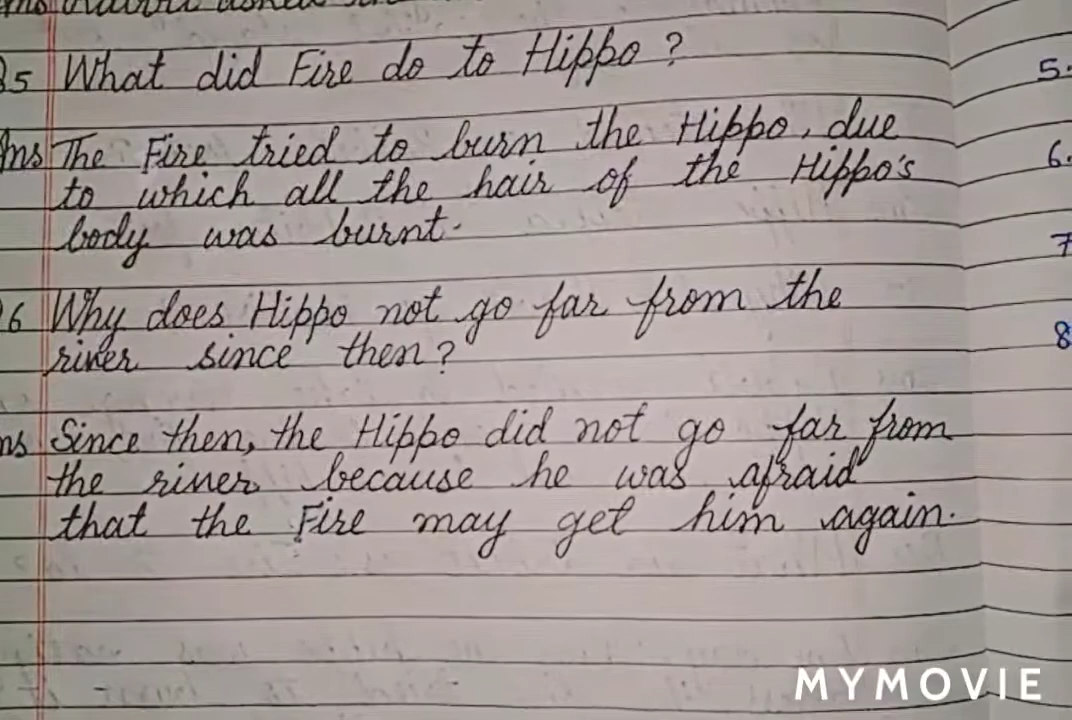 Q5 What did Fire do to Hippo?
Ans The Fire tried to burn the Hippo, due
to which all the hair of the Hippo's
body was burnt.
Q6 Why does Hippo not go far from the
river since then?
Ans Since then, the Hippo did not go far from
the river because he was afraid
that the Fire may get him again.
5.
6.
7
8
MYMOVIE